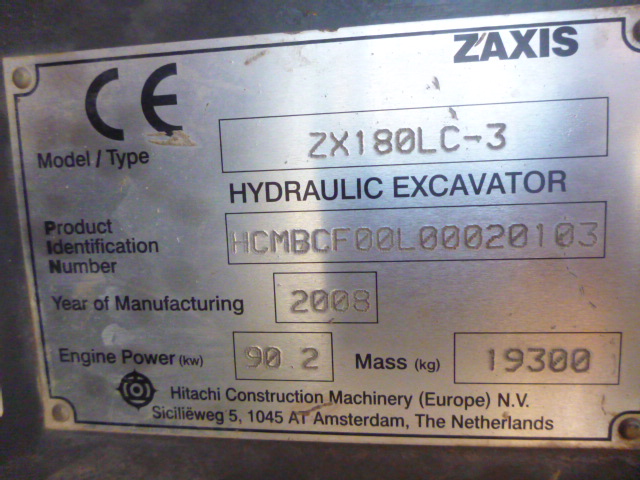 ZAXIS
CE
Model / Type ZX180LC-3
HYDRAULIC EXCAVATOR
Product
Identification HCMBCF00L00020103
Number
Year of Manufacturing 2008
Engine Power (kw) 90.2 Mass (kg) 19300
Hitachi Construction Machinery (Europe) N.V.
Siciliëweg 5, 1045 AT Amsterdam, The Netherlands